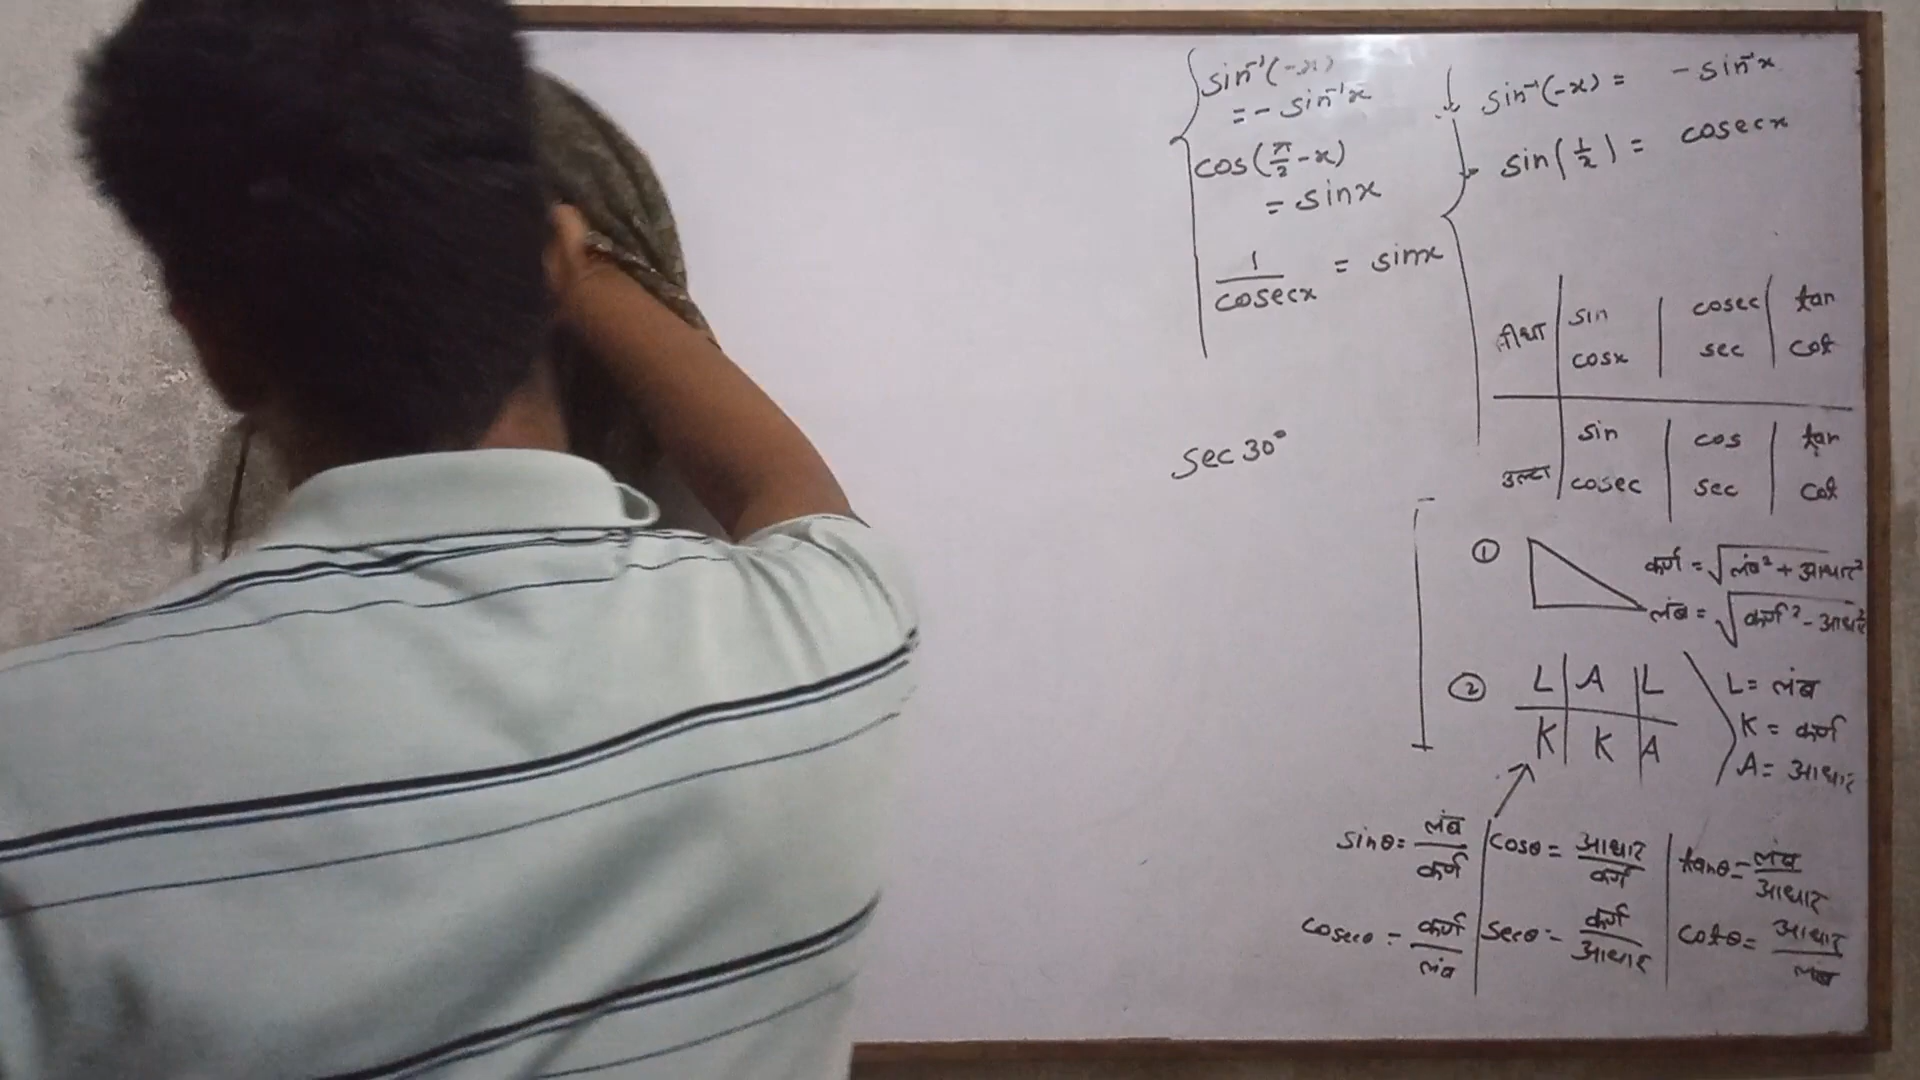 sin⁻¹(-x)
= - sin⁻¹x
cos(π/2 - x)
= sinx
1/cosecx = sinx
sin⁻¹(-x) = - sin⁻¹x
sin(1/x) = cosecx
sin | cosec | tan
cosx | sec | cot
sin | cos | tan
उल्टा cosec | sec | cot
sec 30°
① कर्ण = √लंब² + आधार²
लंब = √कर्ण² - आधार²
② L | A | L
K | K | A
L = लंब
K = कर्ण
A = आधार
sinθ = लंब/कर्ण | cosθ = आधार/कर्ण | tanθ = लंब/आधार
cosecθ = कर्ण/लंब | secθ = कर्ण/आधार | cotθ = आधार/लंब